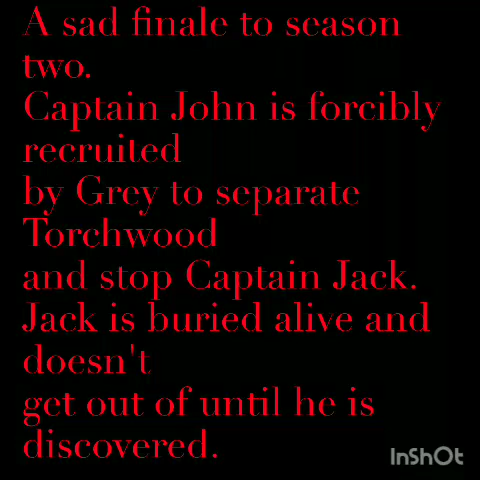 A sad finale to season
two.
Captain John is forcibly
recruited
by Grey to separate
Torchwood
and stop Captain Jack.
Jack is buried alive and
doesn't
get out of until he is
discovered.
InShOt